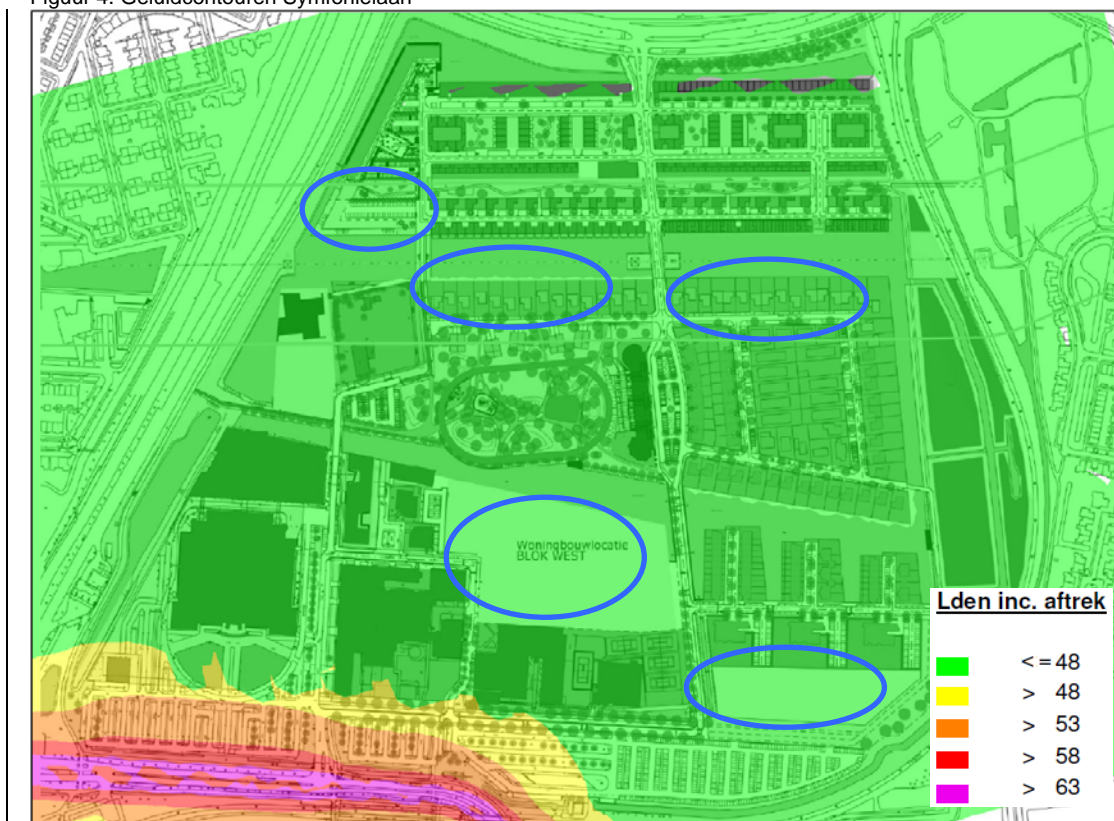 Figuur 4: Geluidcontouren Symfonielaan
Woningbouwlocatie
BLOK WEST
Lden inc. aftrek
<= 48
> 48
> 53
> 58
> 63